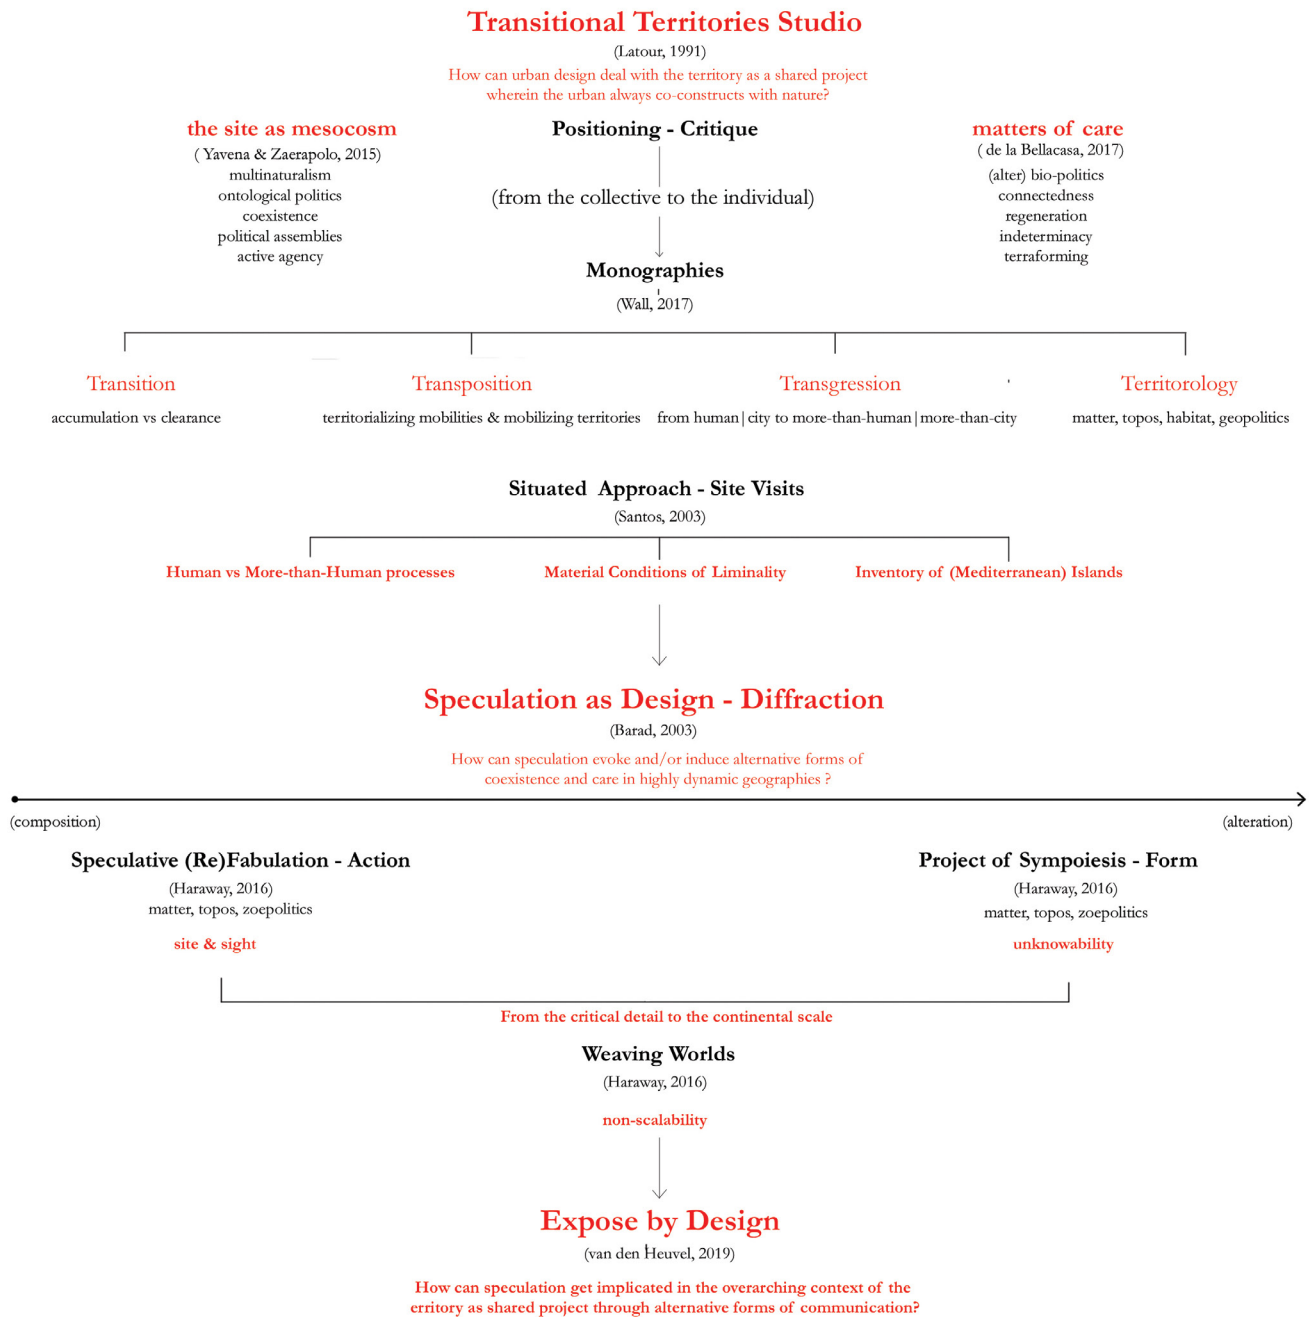 Transitional Territories Studio
(Latour, 1991)
How can urban design deal with the territory as a shared project
wherein the urban always co-constructs with nature?
the site as mesocosm
( Yavena & Zaerapolo, 2015)
multinaturalism
ontological politics
coexistence
political assemblies
active agency
Positioning - Critique
(from the collective to the individual)
Monographies
(Wall, 2017)
matters of care
( de la Bellacasa, 2017)
(alter) bio-politics
connectedness
regeneration
indeterminacy
terraforming
Transition
accumulation vs clearance
Transposition
territorializing mobilities & mobilizing territories
Transgression
from human|city to more-than-human|more-than-city
Territorology
matter, topos, habitat, geopolitics
Situated Approach - Site Visits
(Santos, 2003)
Human vs More-than-Human processes
Material Conditions of Liminality
Inventory of (Mediterranean) Islands
Speculation as Design - Diffraction
(Barad, 2003)
How can speculation evoke and/or induce alternative forms of
coexistence and care in highly dynamic geographies ?
(composition)
(alteration)
Speculative (Re)Fabulation - Action
(Haraway, 2016)
matter, topos, zoepolitics
site & sight
Project of Sympoiesis - Form
(Haraway, 2016)
matter, topos, zoepolitics
unknowability
From the critical detail to the continental scale
Weaving Worlds
(Haraway, 2016)
non-scalability
Expose by Design
(van den Heuvel, 2019)
How can speculation get implicated in the overarching context of the
erritory as shared project through alternative forms of communication?